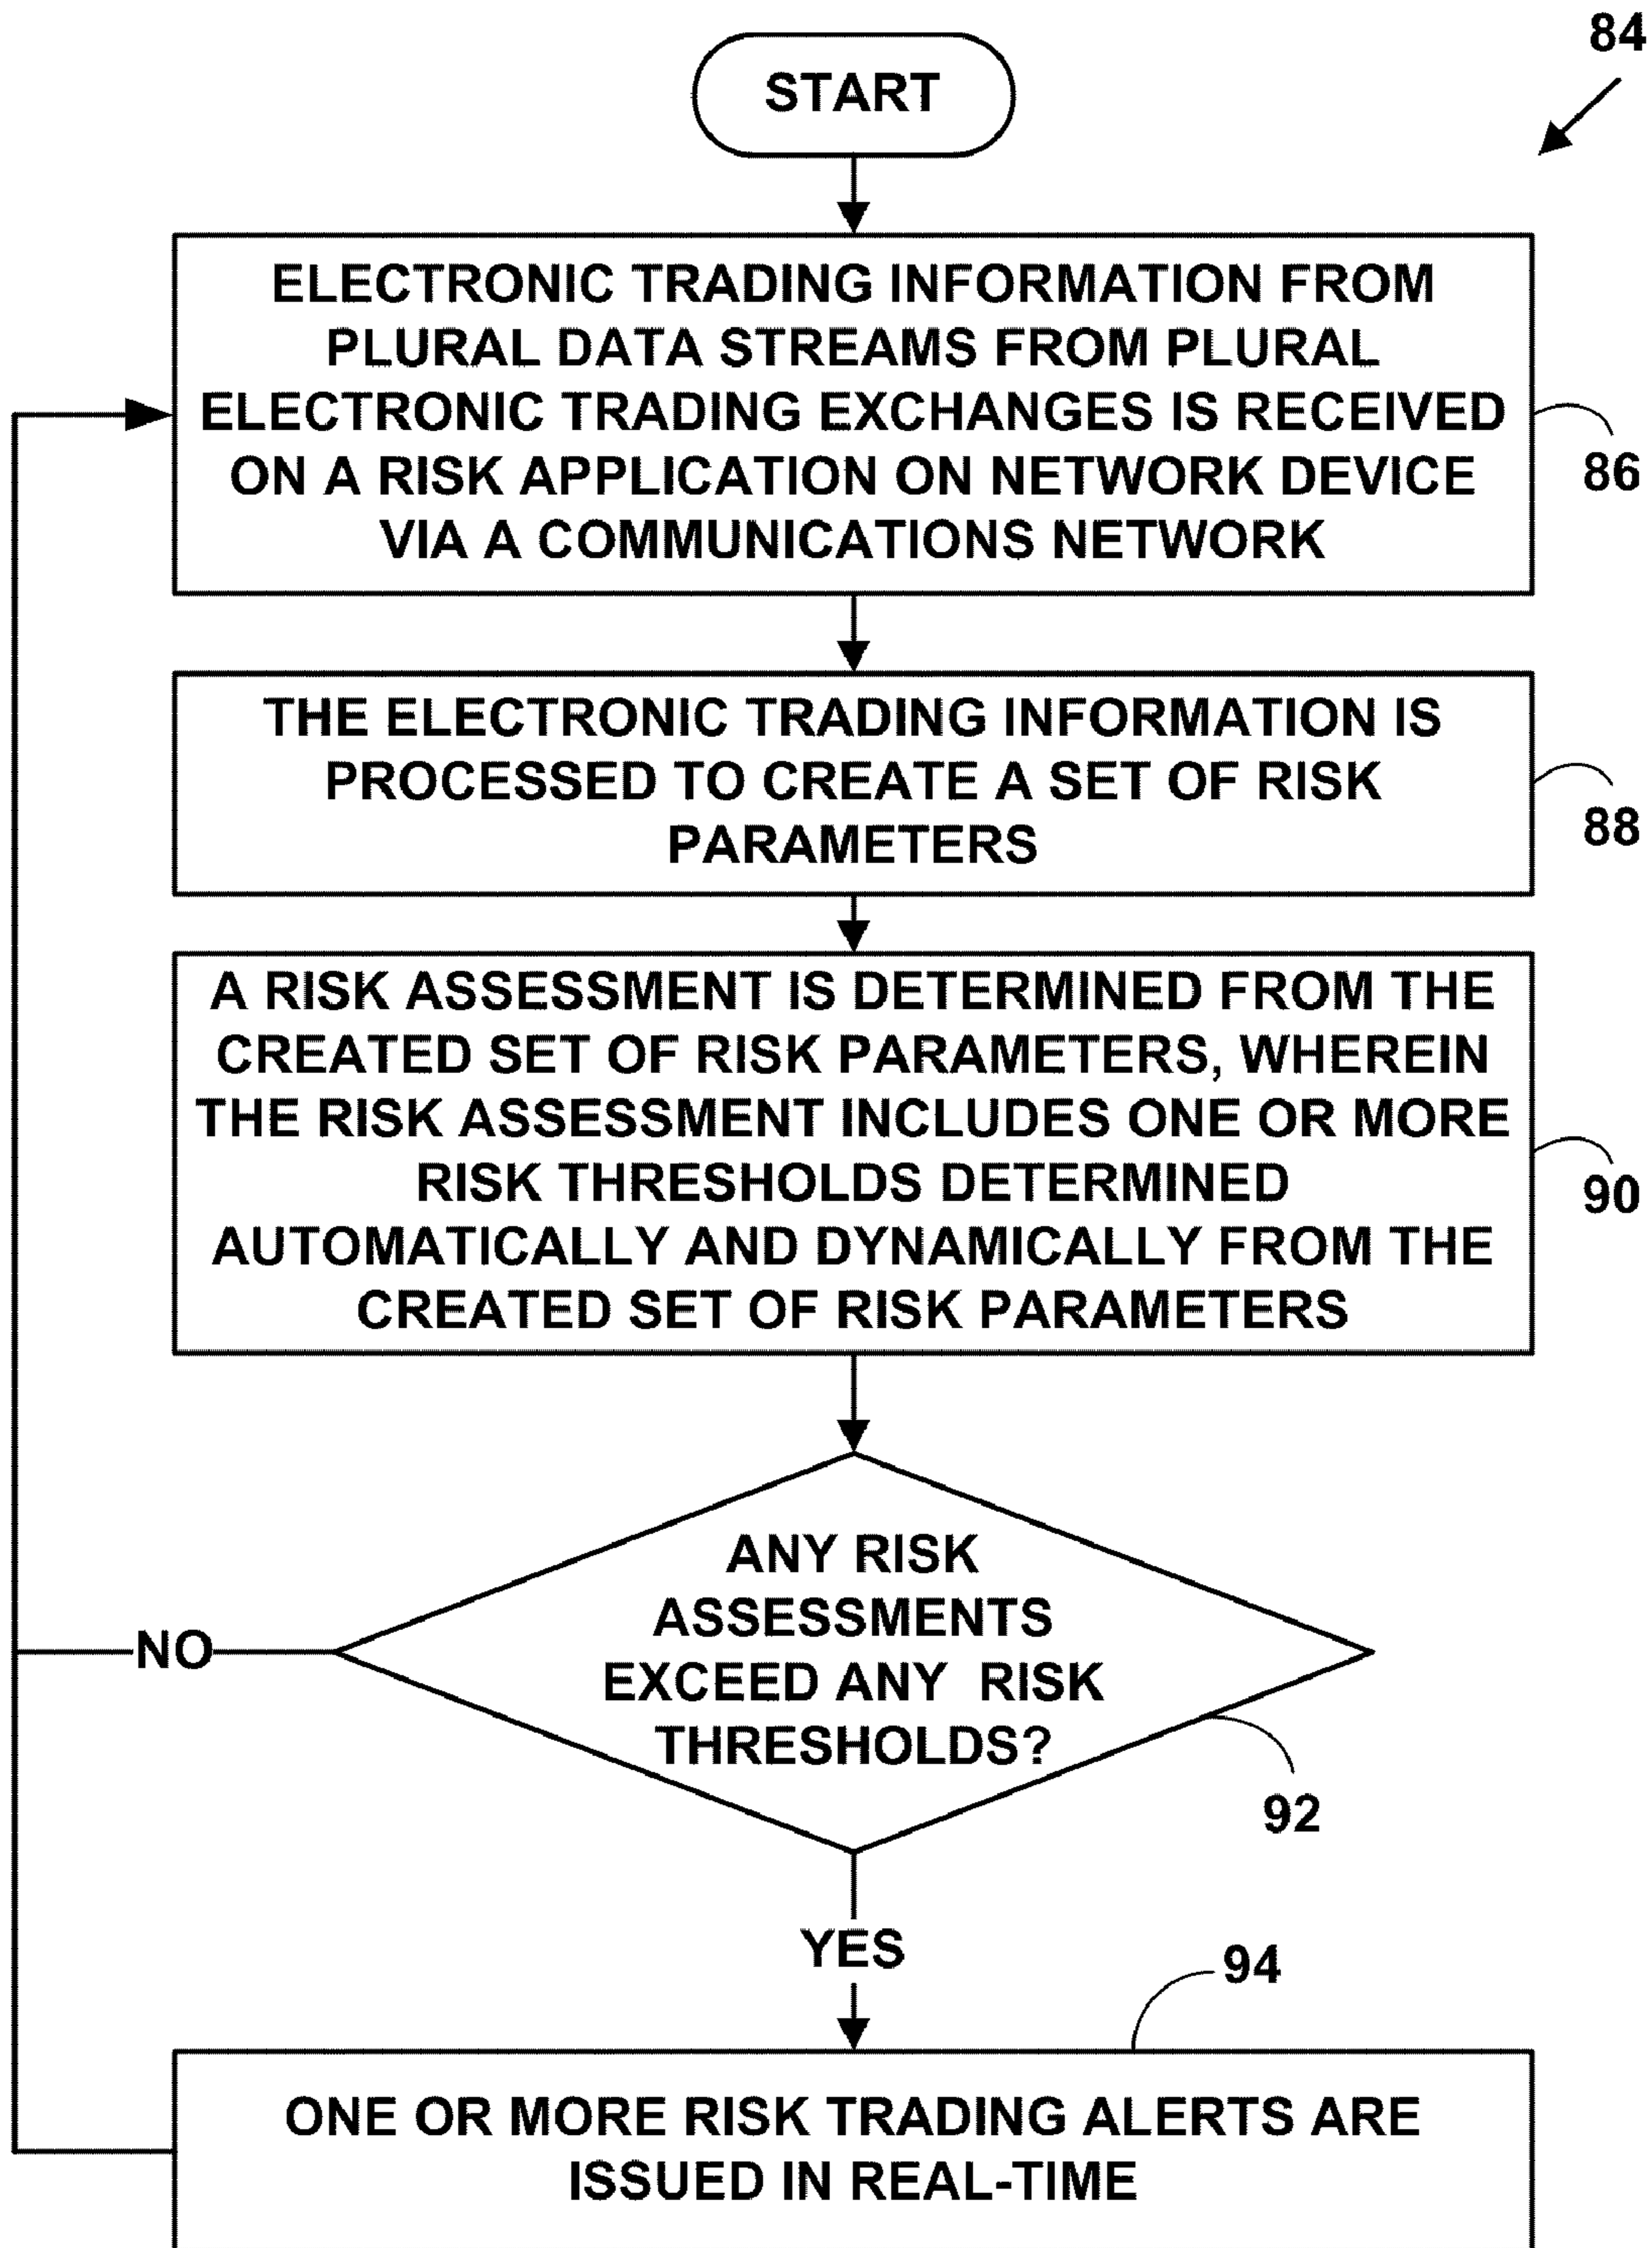 84
START
ELECTRONIC TRADING INFORMATION FROM
PLURAL DATA STREAMS FROM PLURAL
ELECTRONIC TRADING EXCHANGES IS RECEIVED
ON A RISK APPLICATION ON NETWORK DEVICE
VIA A COMMUNICATIONS NETWORK
86
THE ELECTRONIC TRADING INFORMATION IS
PROCESSED TO CREATE A SET OF RISK
PARAMETERS
88
A RISK ASSESSMENT IS DETERMINED FROM THE
CREATED SET OF RISK PARAMETERS, WHEREIN
THE RISK ASSESSMENT INCLUDES ONE OR MORE
RISK THRESHOLDS DETERMINED
AUTOMATICALLY AND DYNAMICALLY FROM THE
CREATED SET OF RISK PARAMETERS
90
ANY RISK
ASSESSMENTS
EXCEED ANY  RISK
THRESHOLDS?
NO
92
YES
94
ONE OR MORE RISK TRADING ALERTS ARE
ISSUED IN REAL-TIME